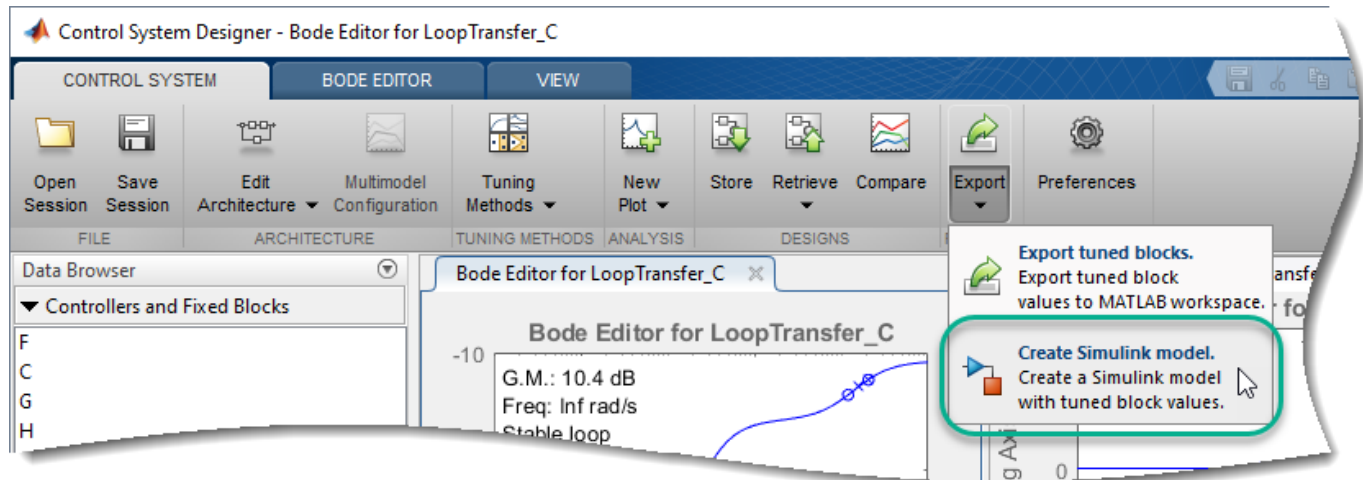 Control System Designer - Bode Editor for LoopTransfer_C
CONTROL SYSTEM
BODE EDITOR
VIEW
Open Session
Save Session
Edit Architecture
Multimodel Configuration
Tuning Methods
New Plot
Store
Retrieve
Compare
Export
Preferences
FILE
ARCHITECTURE
TUNING METHODS
ANALYSIS
DESIGNS
Data Browser
Controllers and Fixed Blocks
F
C
G
H
Bode Editor for LoopTransfer_C
Bode Editor for LoopTransfer_C
-10
G.M.: 10.4 dB
Freq: Inf rad/s
Stable loop
Export tuned blocks.
Export tuned block
values to MATLAB workspace.
Create Simulink model.
Create a Simulink model
with tuned block values.
0